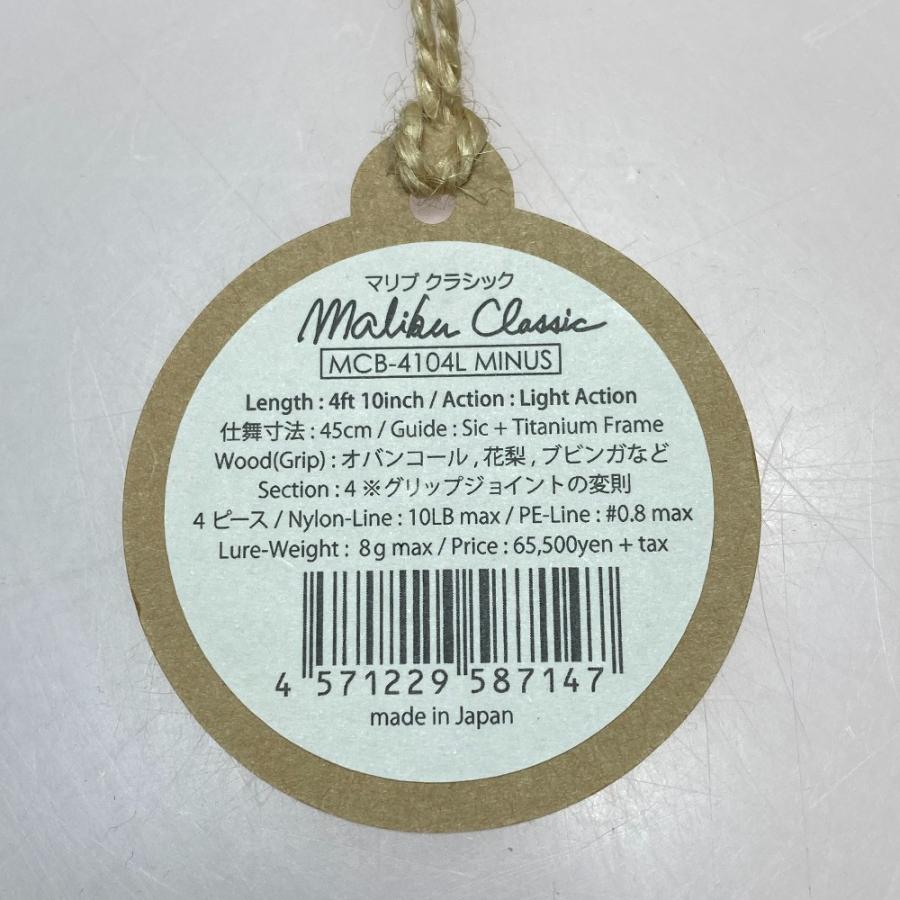 マリブ クラシック
Malibu Classic
MCB-4104L MINUS
Length : 4ft 10inch / Action : Light Action
仕舞寸法 : 45cm / Guide : Sic + Titanium Frame
Wood(Grip) : オバンコール , 花梨 , ブビンガなど
Section : 4 ※グリップジョイントの変則
4 ピース / Nylon-Line : 10LB max / PE-Line : #0.8 max
Lure-Weight : 8g max / Price : 65,500yen + tax
4 571229 587147
made in Japan